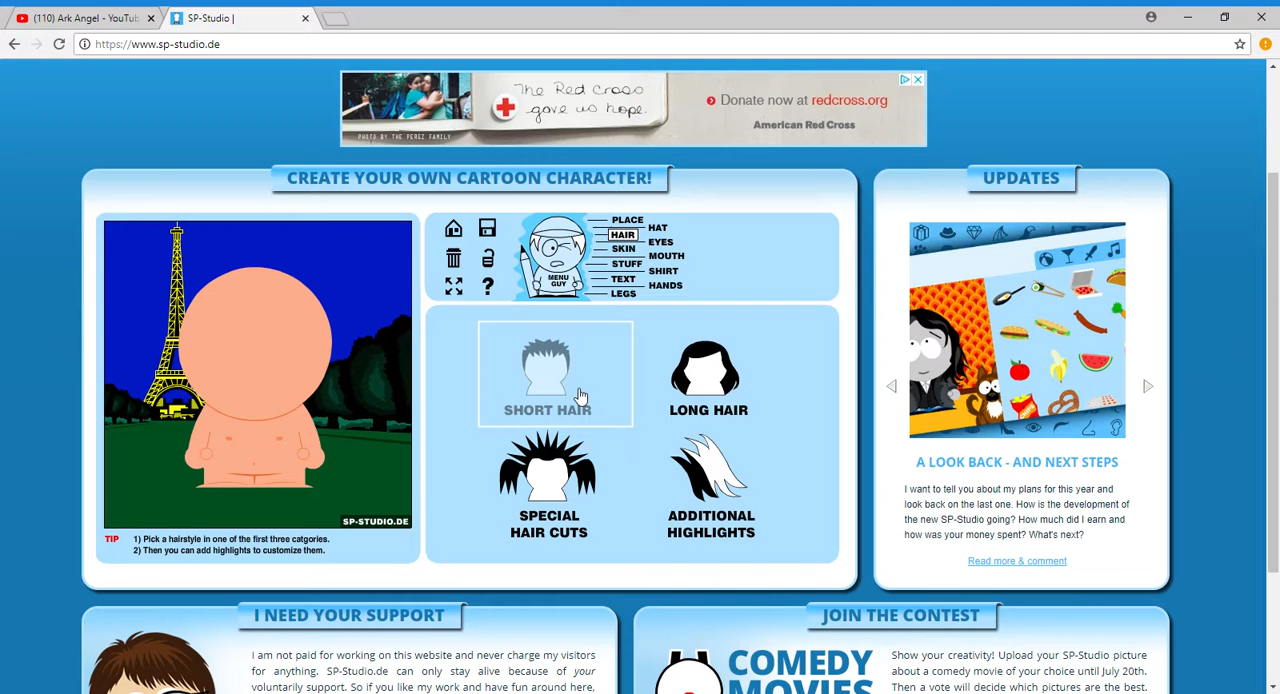 (110) Ark Angel - YouTub
SP-Studio |
https://www.sp-studio.de
The Red Cross
gave us hope.
PHOTO BY THE PEREZ FAMILY
Donate now at redcross.org
American Red Cross
CREATE YOUR OWN CARTOON CHARACTER!
UPDATES
PLACE
HAT
HAIR
EYES
SKIN
MOUTH
STUFF
SHIRT
TEXT
HANDS
LEGS
MENU
GUY
?
SHORT HAIR
LONG HAIR
SPECIAL
HAIR CUTS
ADDITIONAL
HIGHLIGHTS
SP-STUDIO.DE
TIP 1) Pick a hairstyle in one of the first three catgories.
2) Then you can add highlights to customize them.
A LOOK BACK - AND NEXT STEPS
I want to tell you about my plans for this year and
look back on the last one. How is the development of
the new SP-Studio going? How much did I earn and
how was your money spent? What's next?
Read more & comment
I NEED YOUR SUPPORT
I am not paid for working on this website and never charge my visitors
for anything. SP-Studio.de can only stay alive because of your
voluntarily support. So if you like my work and have fun around here,
JOIN THE CONTEST
COMEDY
MOVIES
Show your creativity! Upload your SP-Studio picture
about a comedy movie of your choice until July 20th.
Then a vote will decide which pictures are the best.